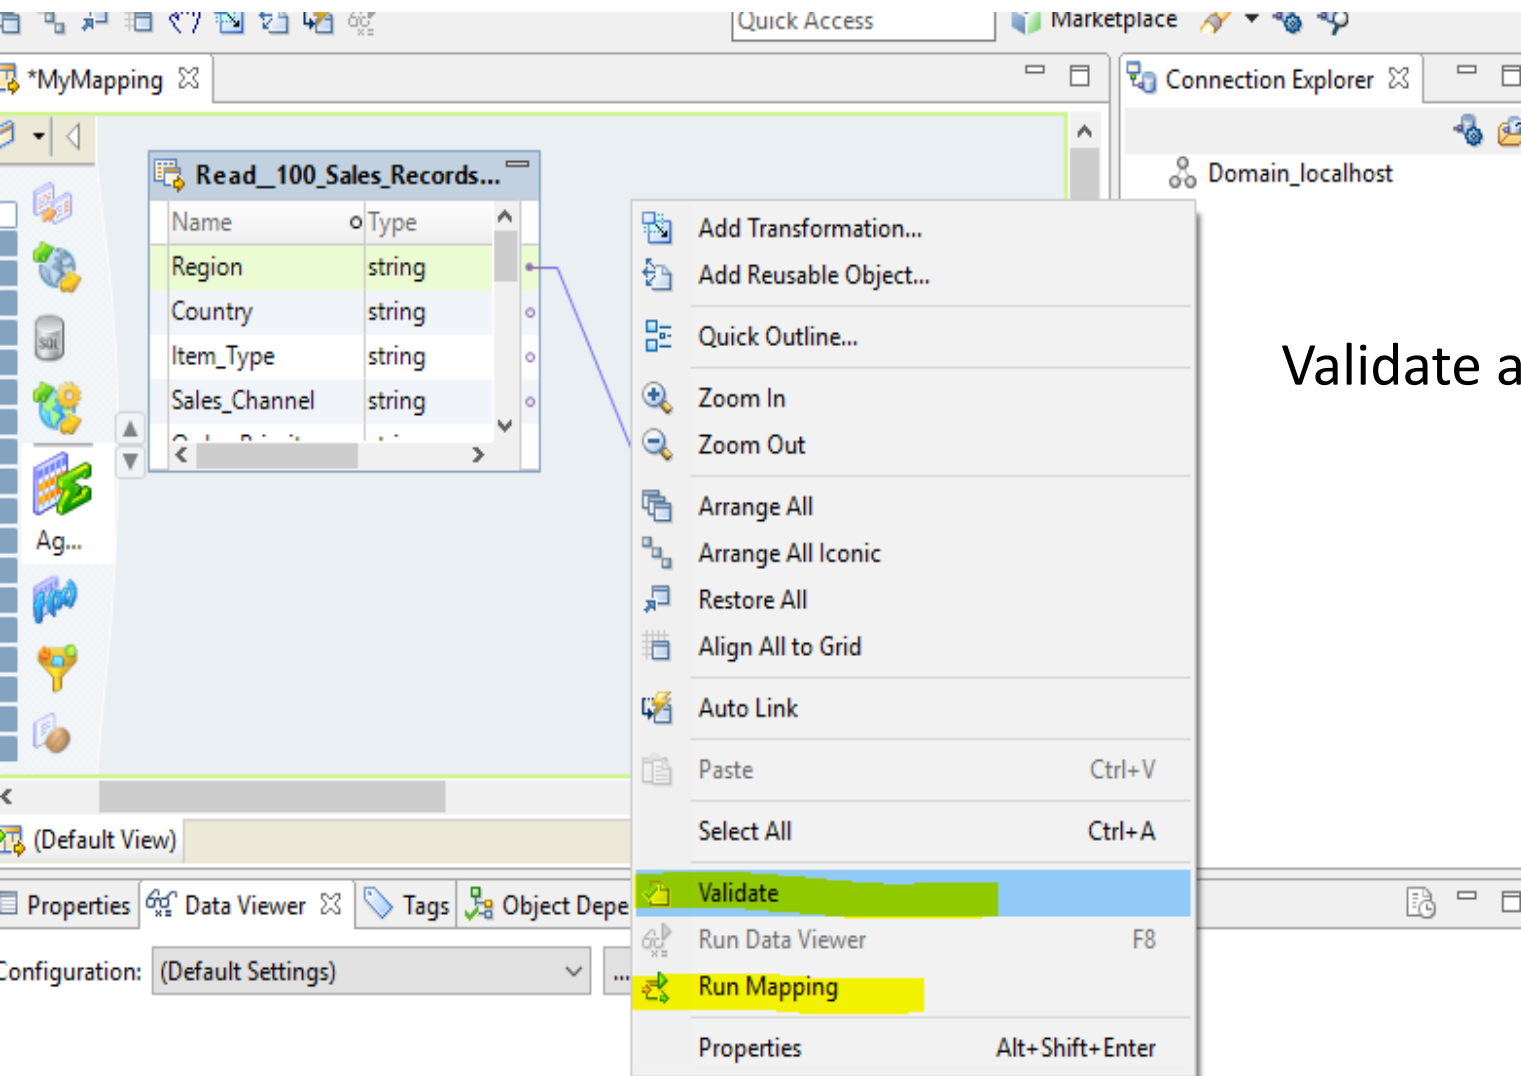 Quick Access
Marketplace
*MyMapping
Connection Explorer
Domain_localhost
Read__100_Sales_Records...
Name Type
Region string
Country string
Item_Type string
Sales_Channel string
Ag...
Add Transformation...
Add Reusable Object...
Quick Outline...
Zoom In
Zoom Out
Arrange All
Arrange All Iconic
Restore All
Align All to Grid
Auto Link
Paste Ctrl+V
Select All Ctrl+A
Validate
Run Data Viewer F8
Run Mapping
Properties Alt+Shift+Enter
Validate a
(Default View)
Properties Data Viewer Tags Object Depe
Configuration: (Default Settings) ...